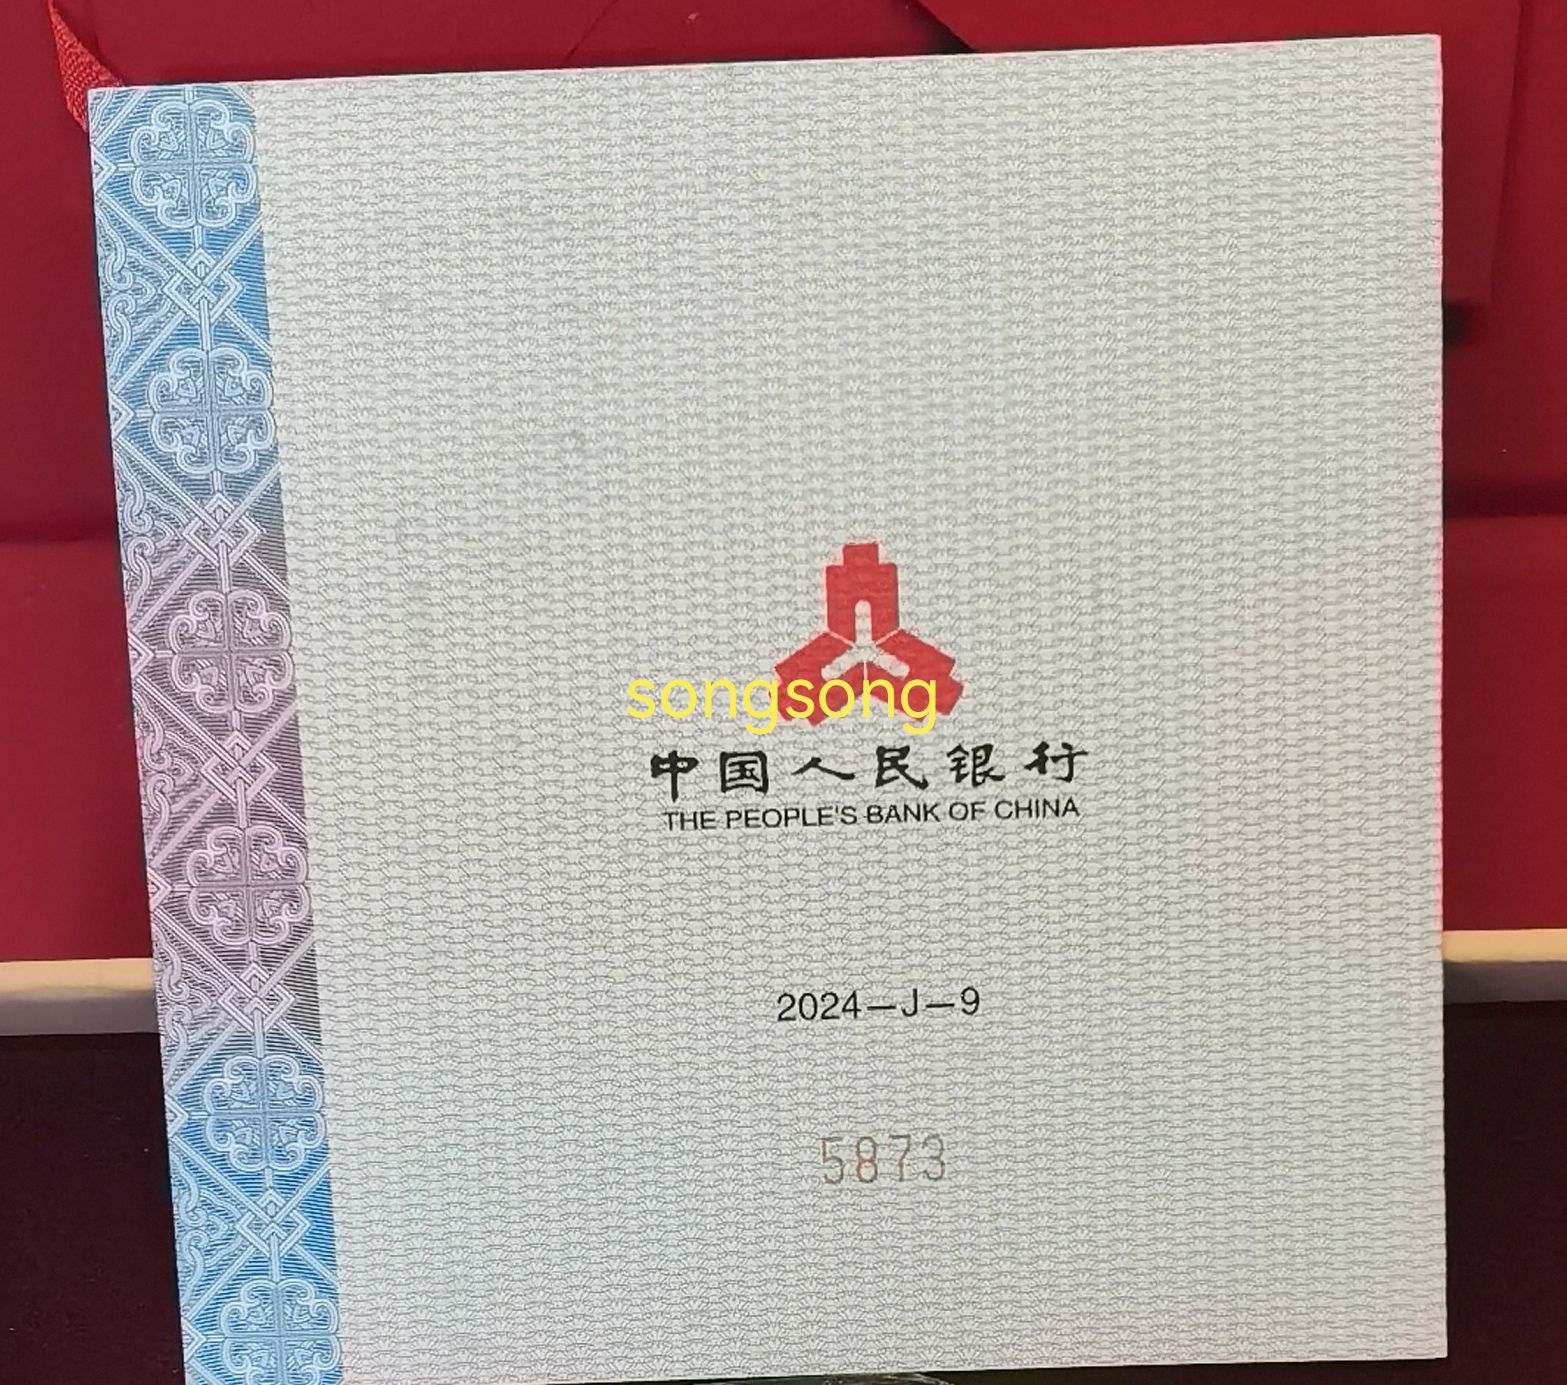 songsong
中国人民银行
THE PEOPLE'S BANK OF CHINA
2024—J—9
5873